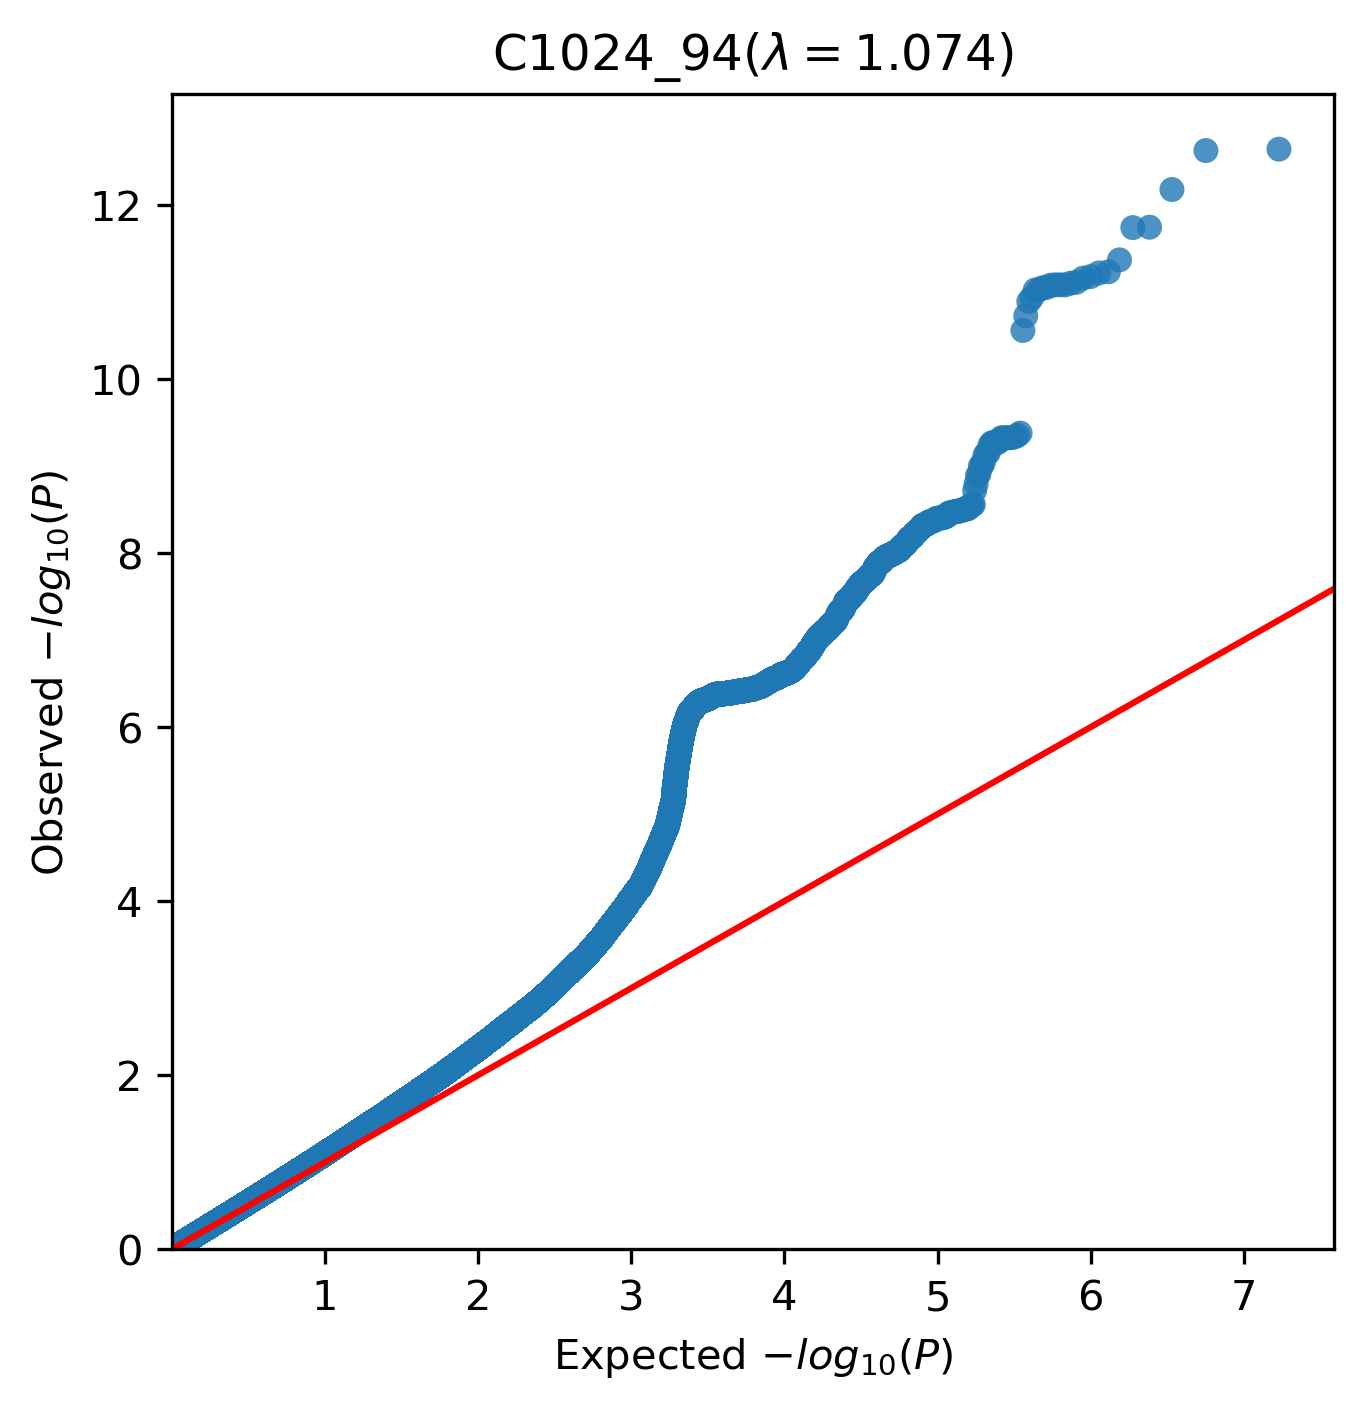 C1024_94(λ = 1.074)
Observed −log₁₀(P)
12
10
8
6
4
2
0
1 2 3 4 5 6 7
Expected −log₁₀(P)